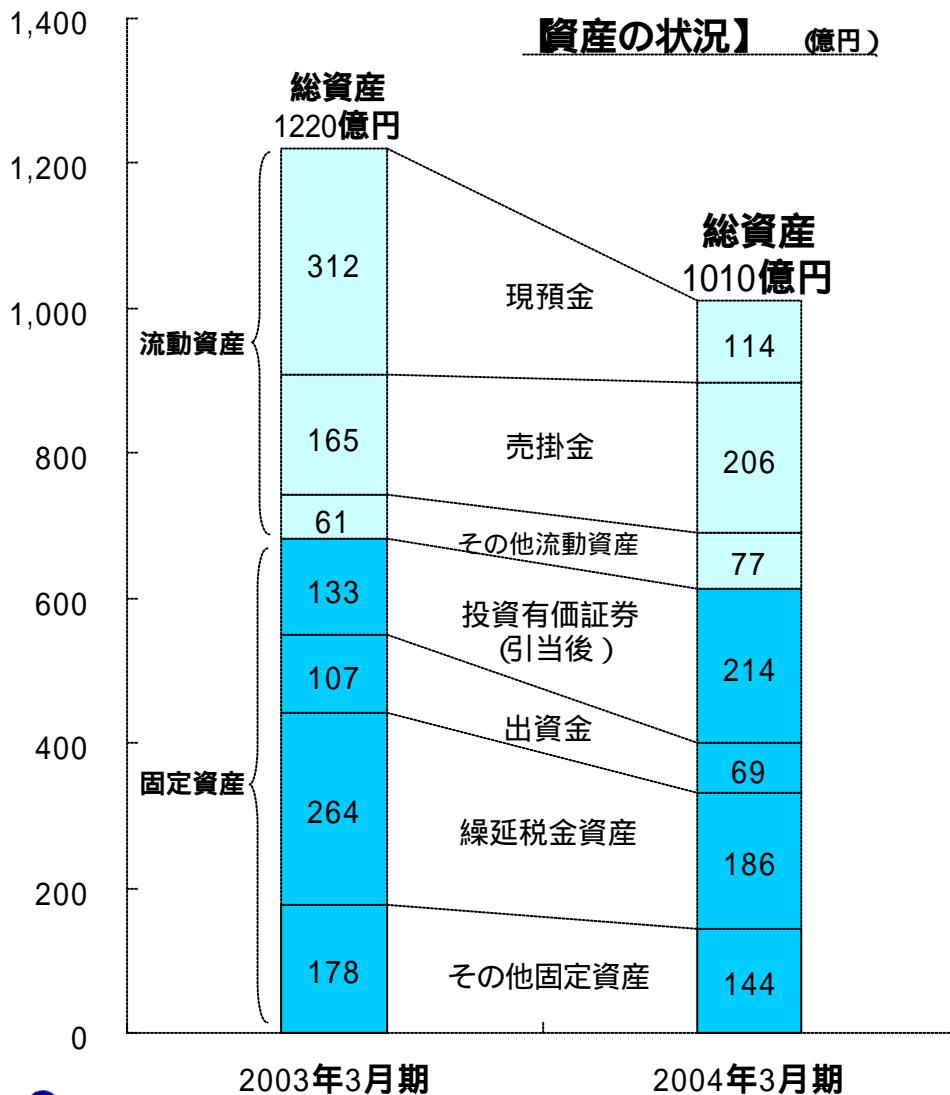 【資産の状況】 (億円)
1,400
1,200
1,000
800
600
400
200
0
総資産
1220億円
総資産
1010億円
流動資産
固定資産
312
165
61
133
107
264
178
現預金
売掛金
その他流動資産
投資有価証券
(引当後)
出資金
繰延税金資産
その他固定資産
114
206
77
214
69
186
144
2003年3月期
2004年3月期